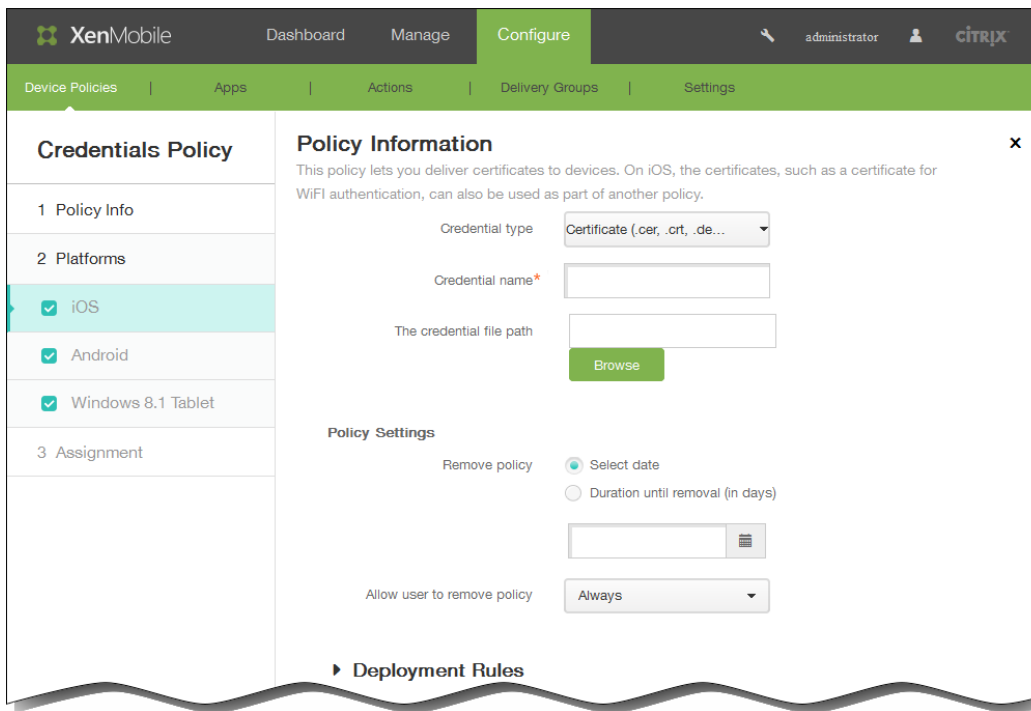 XenMobile Dashboard Manage Configure administrator CİTRIX
Device Policies | Apps | Actions | Delivery Groups | Settings
Credentials Policy
1 Policy Info
2 Platforms
iOS
Android
Windows 8.1 Tablet
3 Assignment
Policy Information x
This policy lets you deliver certificates to devices. On iOS, the certificates, such as a certificate for
WiFI authentication, can also be used as part of another policy.
Credential type Certificate (.cer, .crt, .de...
Credential name*
The credential file path
Browse
Policy Settings
Remove policy Select date
Duration until removal (in days)
Allow user to remove policy Always
Deployment Rules